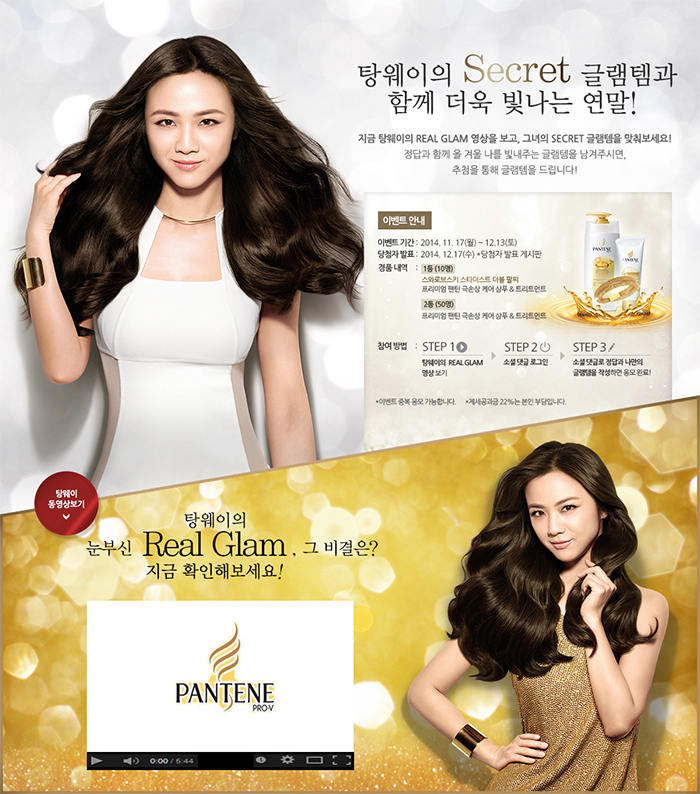 탕웨이의 Secret 글램템과
함께 더욱 빛나는 연말!
지금 탕웨이의 REAL GLAM 영상을 보고, 그녀의 SECRET 글램템을 맞춰보세요!
정답과 함께 올 겨울 나를 빛내주는 글램템을 남겨주시면,
추첨을 통해 글램템을 드립니다!
이벤트 안내
이벤트 기간 : 2014. 11. 17(월) ~ 12.13(토)
당첨자 발표 : 2014. 12.17(수) *당첨자 발표 게시판
경품 내역 : 1등 (10명)
스와로브스키 스타더스트 더블 팔찌
프리미엄 팬틴 극손상 케어 샴푸 & 트리트먼트
2등 (50명)
프리미엄 팬틴 극손상 케어 샴푸 & 트리트먼트
PANTENE
참여 방법 : STEP 1 STEP 2 STEP 3
탕웨이의 REAL GLAM 소셜 댓글 로그인 소셜 댓글로 정답과 나만의
영상 보기 글램템을 작성하면 응모 완료!
*이벤트 중복 응모 가능합니다. *제세공과금 22%는 본인 부담입니다.
탕웨이
동영상보기
탕웨이의
눈부신 Real Glam , 그 비결은?
지금 확인해보세요!
PANTENE
PRO-V
0:00 / 6:44